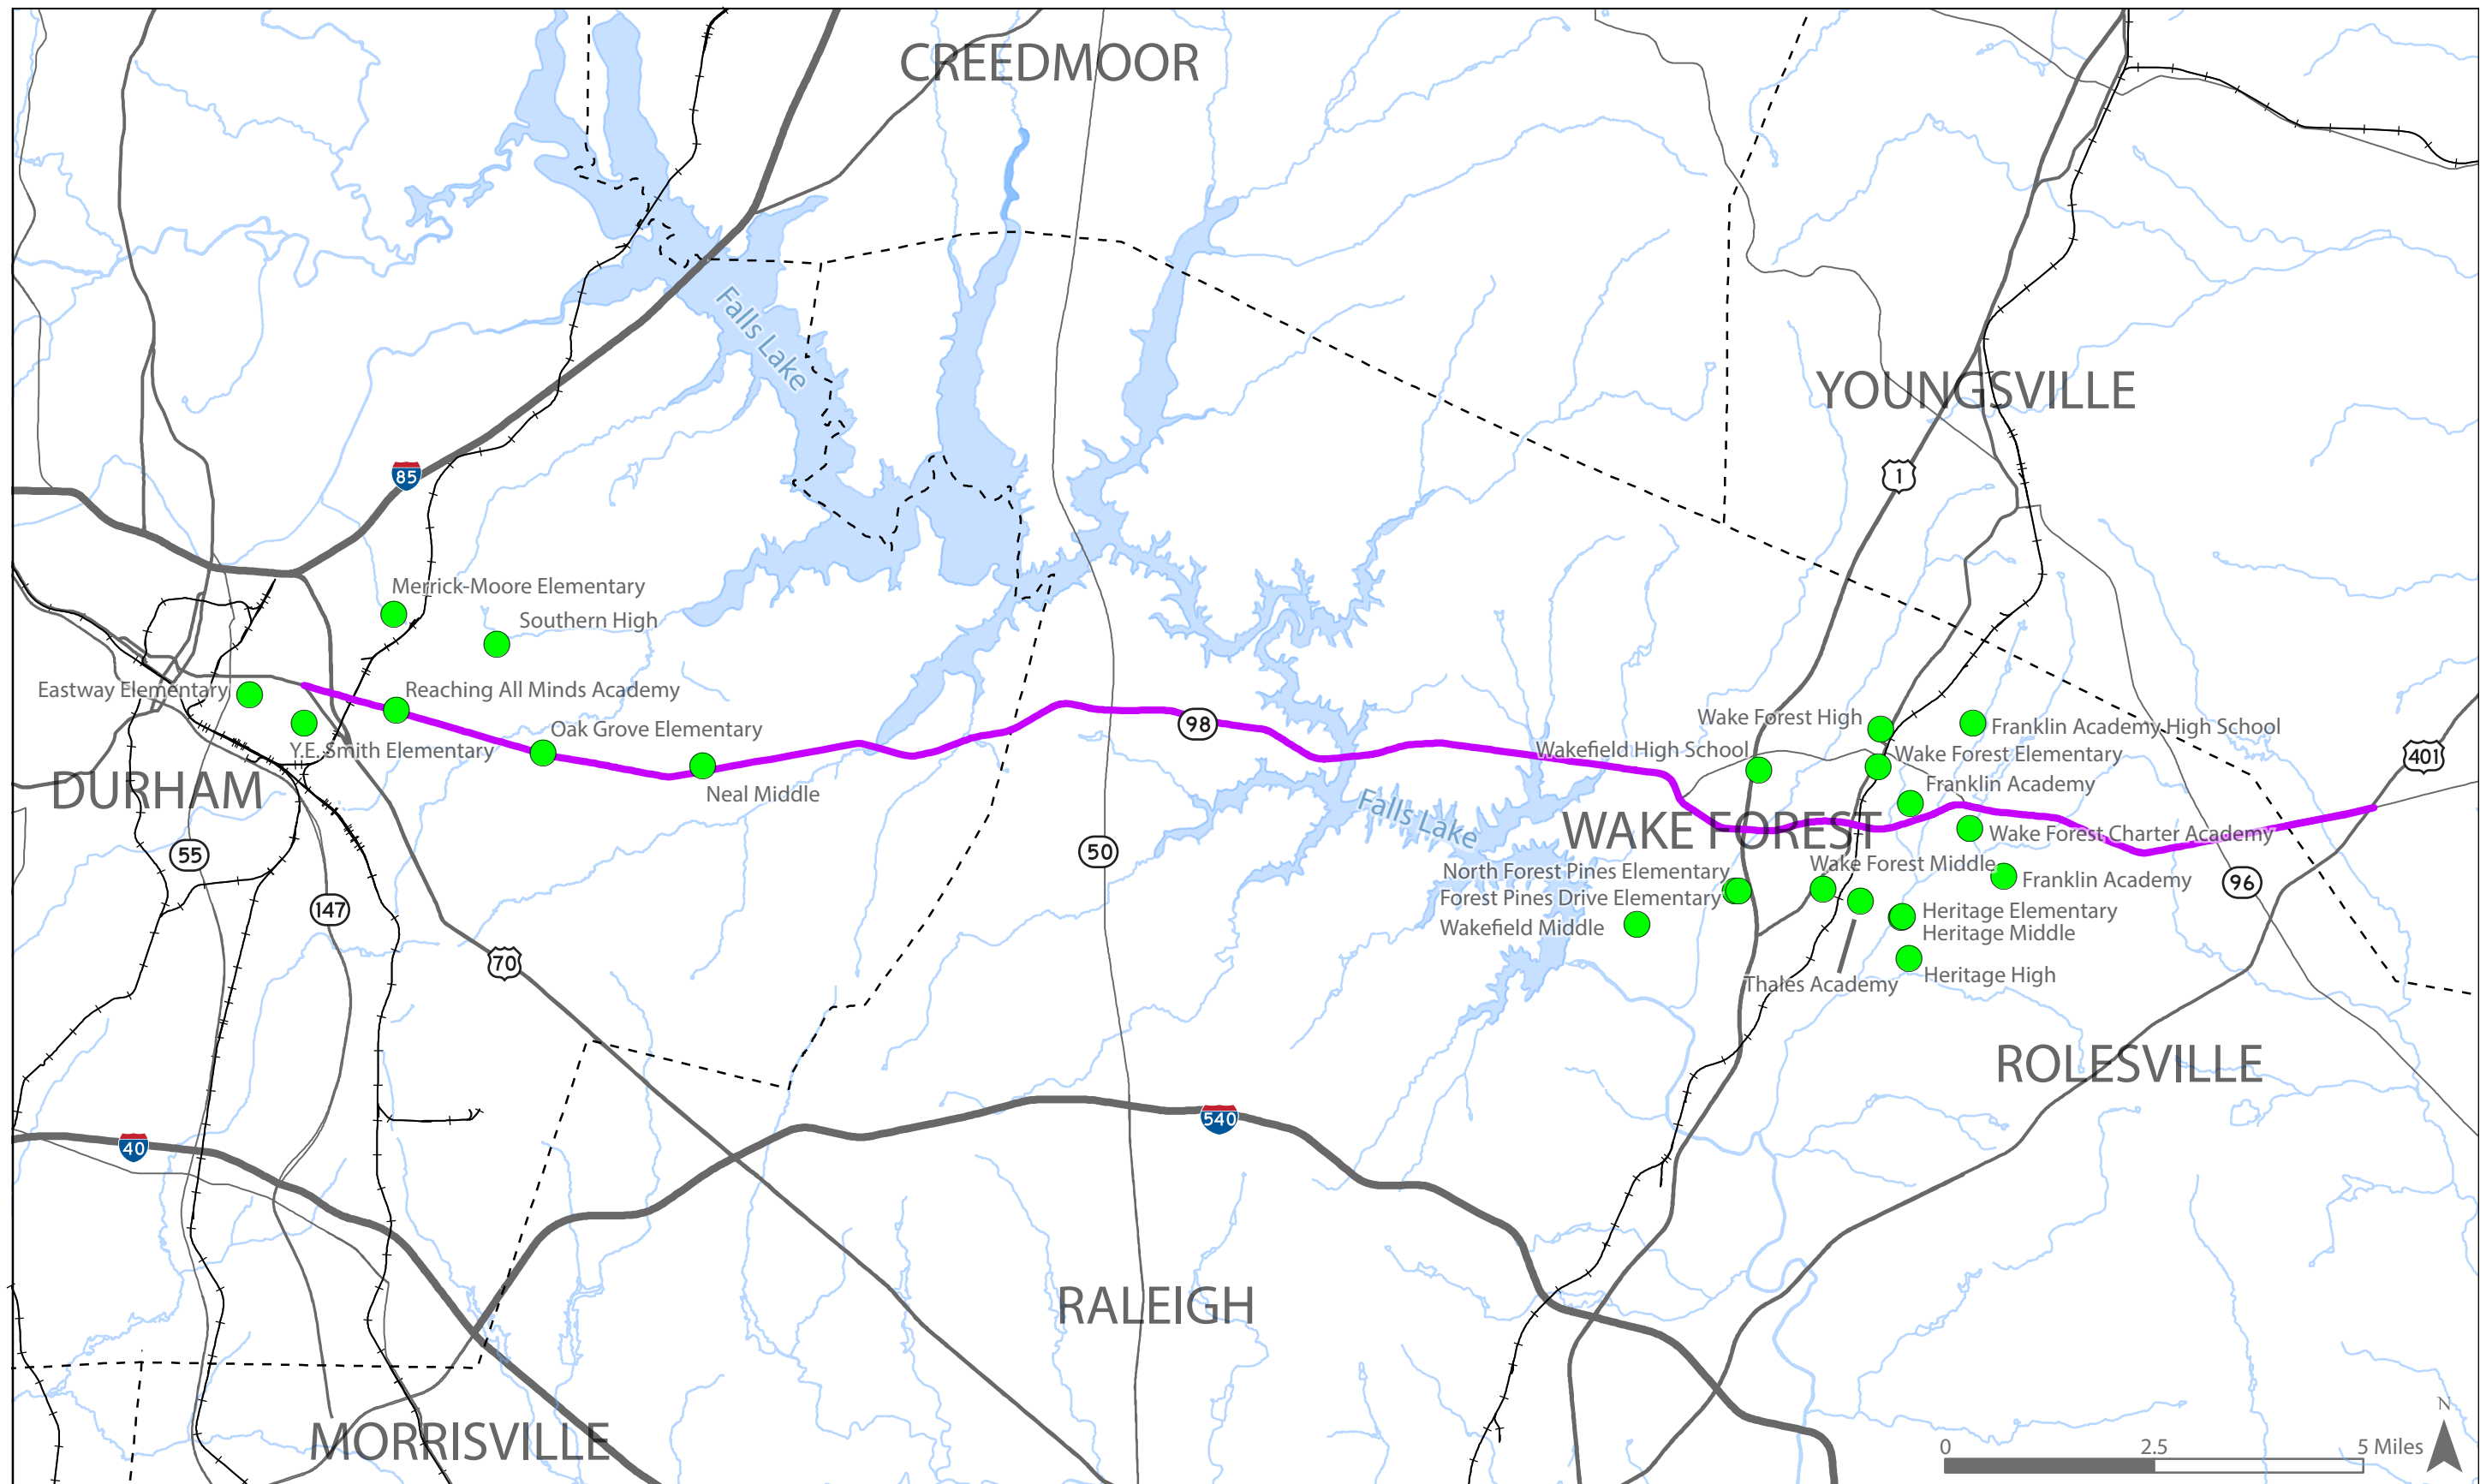 CREEDMOOR
Falls Lake
YOUNGSVILLE
85
1
Merrick-Moore Elementary
Southern High
Eastway Elementary
Reaching All Minds Academy
Oak Grove Elementary
Y.E. Smith Elementary
Neal Middle
DURHAM
98
Wake Forest High
Franklin Academy High School
Wakefield High School
Wake Forest Elementary
401
Franklin Academy
Falls Lake
WAKE FOREST
Wake Forest Charter Academy
55
50
Wake Forest Middle
North Forest Pines Elementary
Franklin Academy
96
Forest Pines Drive Elementary
147
Heritage Elementary
Wakefield Middle
Heritage Middle
70
Heritage High
Thales Academy
ROLESVILLE
540
40
RALEIGH
MORRISVILLE
N
0 2.5 5 Miles